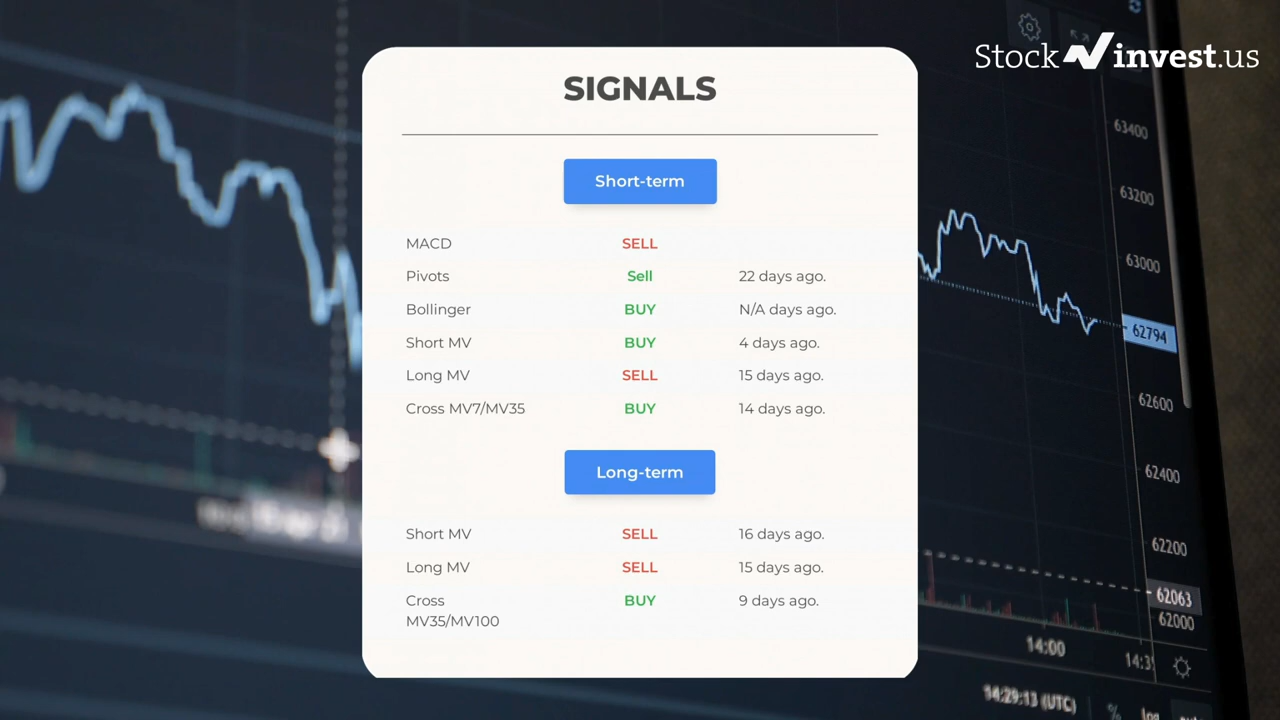 Stock invest.us
SIGNALS
Short-term
MACD SELL
Pivots Sell 22 days ago.
Bollinger BUY N/A days ago.
Short MV BUY 4 days ago.
Long MV SELL 15 days ago.
Cross MV7/MV35 BUY 14 days ago.
Long-term
Short MV SELL 16 days ago.
Long MV SELL 15 days ago.
Cross BUY 9 days ago.
MV35/MV100
63400
63200
63000
62794
62600
62400
62200
62063
62000
14:00
14:29:13 (UTC)
%
log